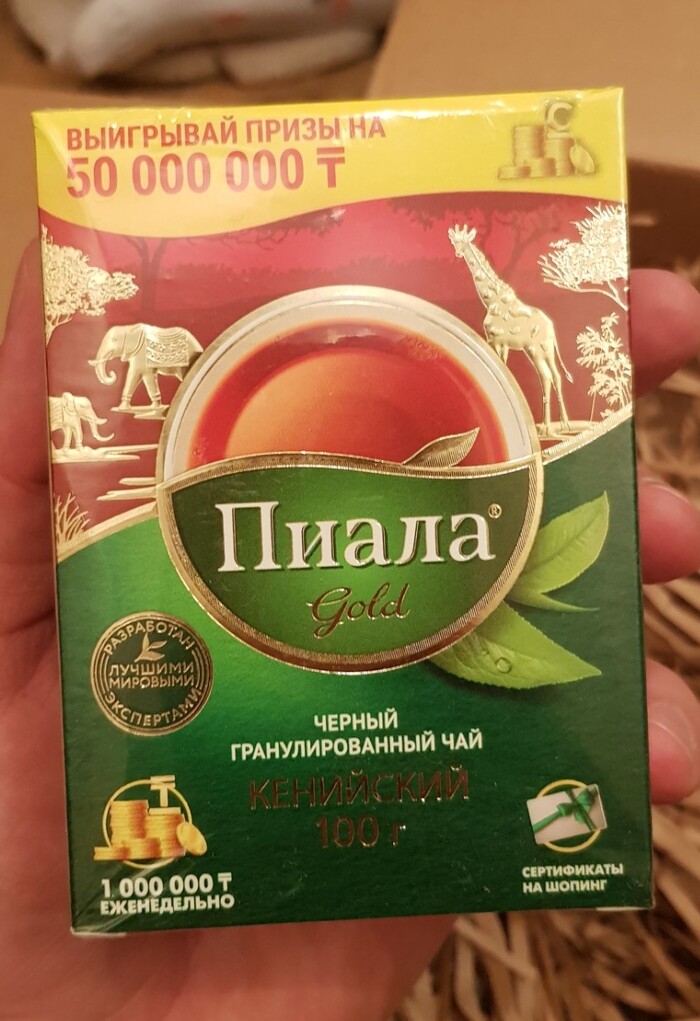 ВЫИГРЫВАЙ ПРИЗЫ НА
50 000 000 ₸
С
Пиала®
Gold
РАЗРАБОТАН
ЛУЧШИМИ
МИРОВЫМИ
ЭКСПЕРТАМИ
ЧЕРНЫЙ
ГРАНУЛИРОВАННЫЙ ЧАЙ
КЕНИЙСКИЙ
100 г
₸
1 000 000 ₸
ЕЖЕНЕДЕЛЬНО
СЕРТИФИКАТЫ
НА ШОПИНГ